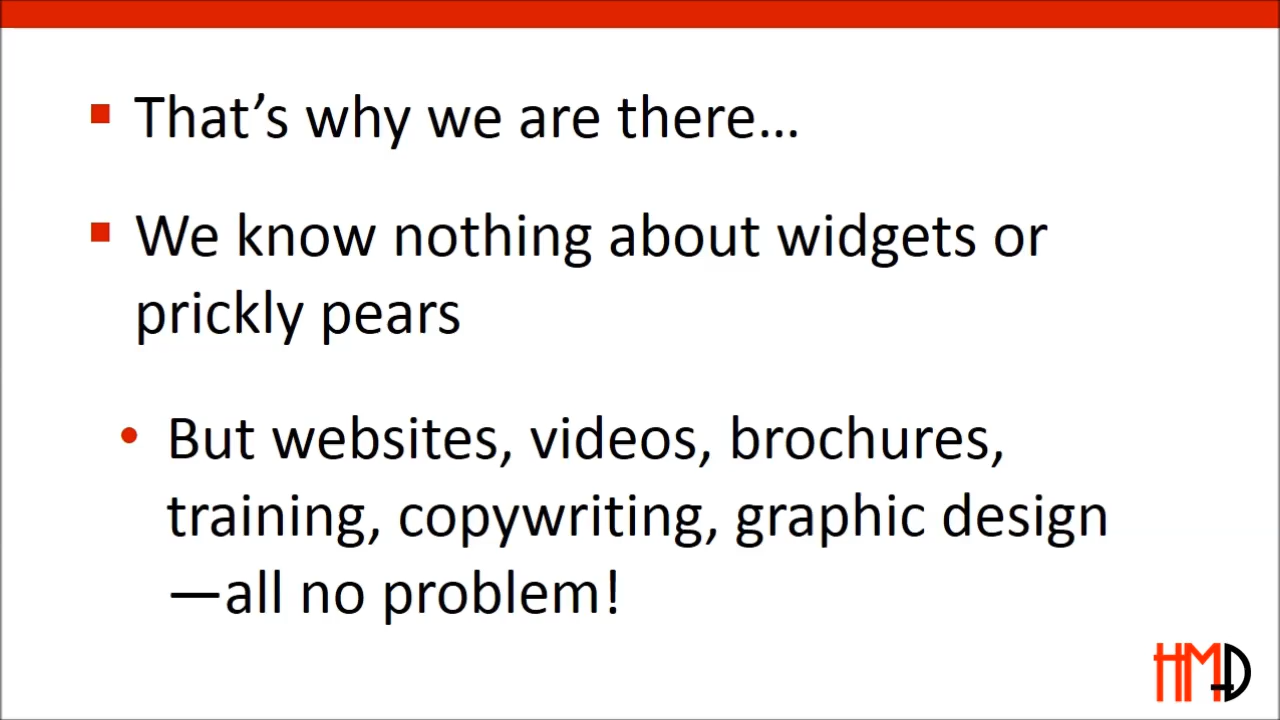 That’s why we are there…
We know nothing about widgets or
prickly pears
But websites, videos, brochures,
training, copywriting, graphic design
—all no problem!
HMD